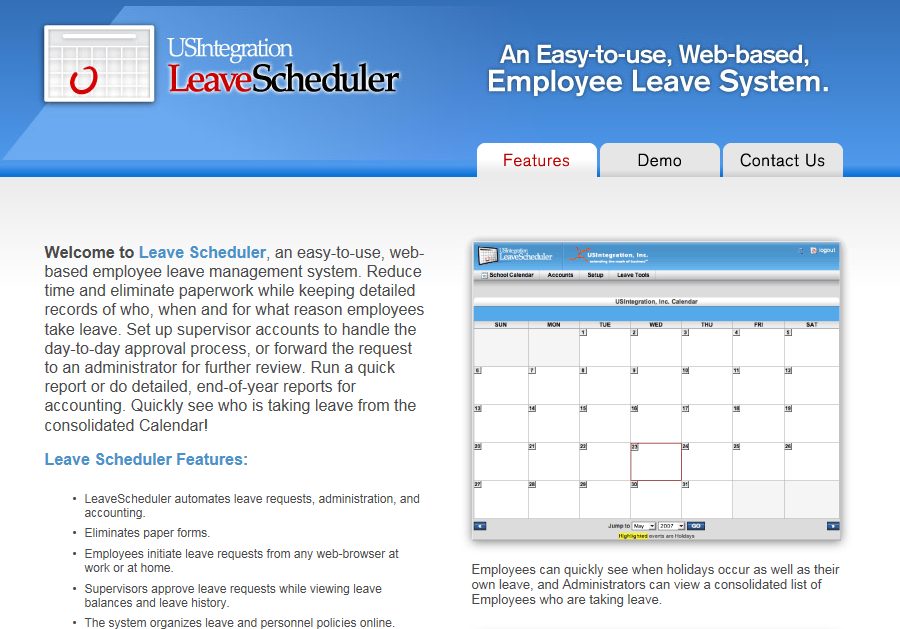 USIntegration
LeaveScheduler
An Easy-to-use, Web-based,
Employee Leave System.
Features
Demo
Contact Us
Welcome to Leave Scheduler, an easy-to-use, web-
based employee leave management system. Reduce
time and eliminate paperwork while keeping detailed
records of who, when and for what reason employees
take leave. Set up supervisor accounts to handle the
day-to-day approval process, or forward the request
to an administrator for further review. Run a quick
report or do detailed, end-of-year reports for
accounting. Quickly see who is taking leave from the
consolidated Calendar!
Leave Scheduler Features:
• LeaveScheduler automates leave requests, administration, and
accounting.
• Eliminates paper forms.
• Employees initiate leave requests from any web-browser at
work or at home.
• Supervisors approve leave requests while viewing leave
balances and leave history.
• The system organizes leave and personnel policies online.
USIntegration
LeaveScheduler
USIntegration, Inc.
extending the reach of business
logout
School Calendar Accounts Setup Leave Tools
USIntegration, Inc. Calendar
SUN MON TUE WED THU FRI SAT
1 2 3 4 5
6 7 8 9 10 11 12
13 14 15 16 17 18 19
20 21 22 23 24 25 26
27 28 29 30 31
Jump to May 2007 GO
Highlighted events are Holidays
Employees can quickly see when holidays occur as well as their
own leave, and Administrators can view a consolidated list of
Employees who are taking leave.